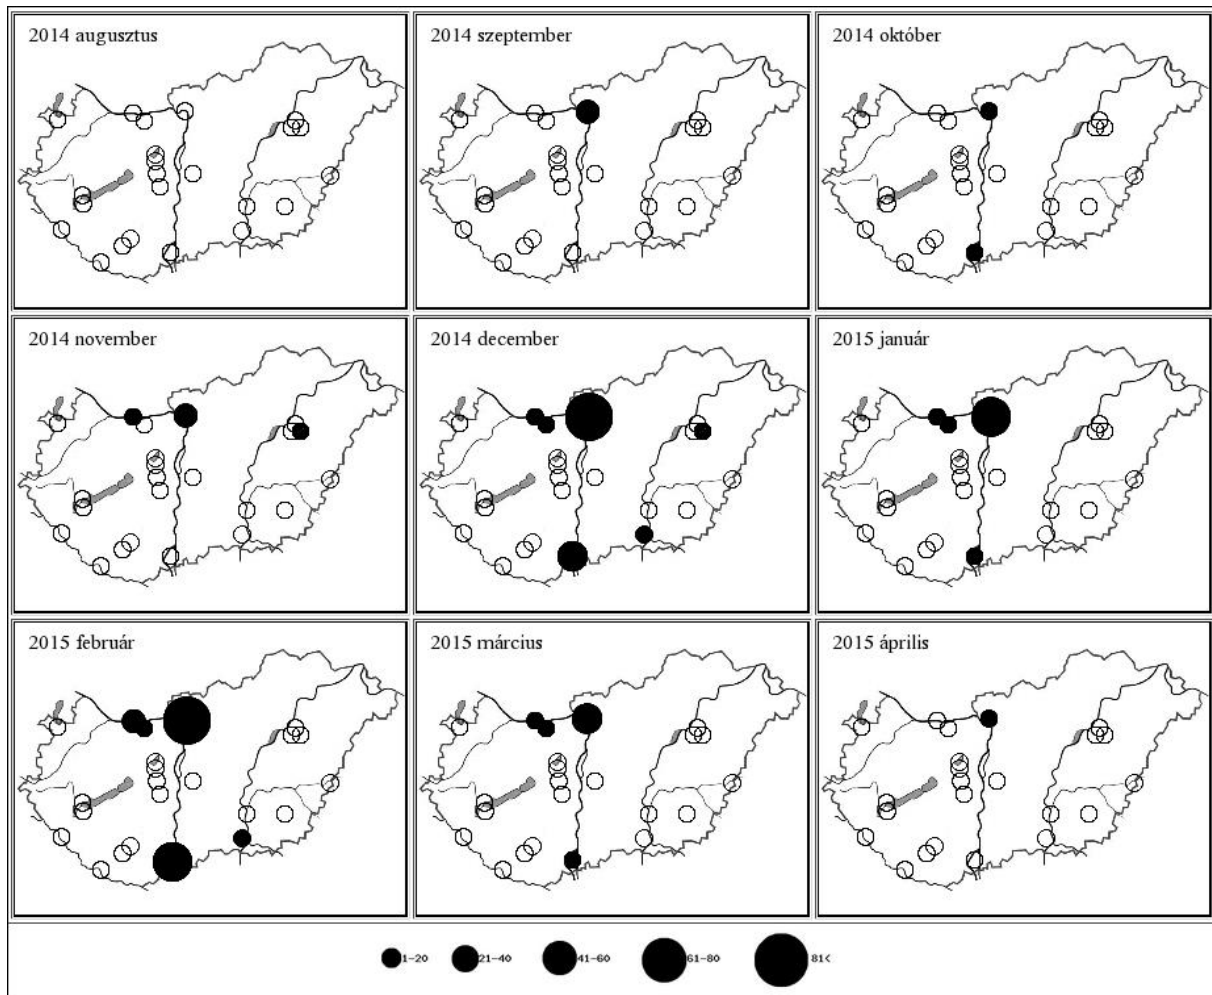 2014 augusztus
2014 szeptember
2014 október
2014 november
2014 december
2015 január
2015 február
2015 március
2015 április
1-20 21-40 41-60 61-80 81<